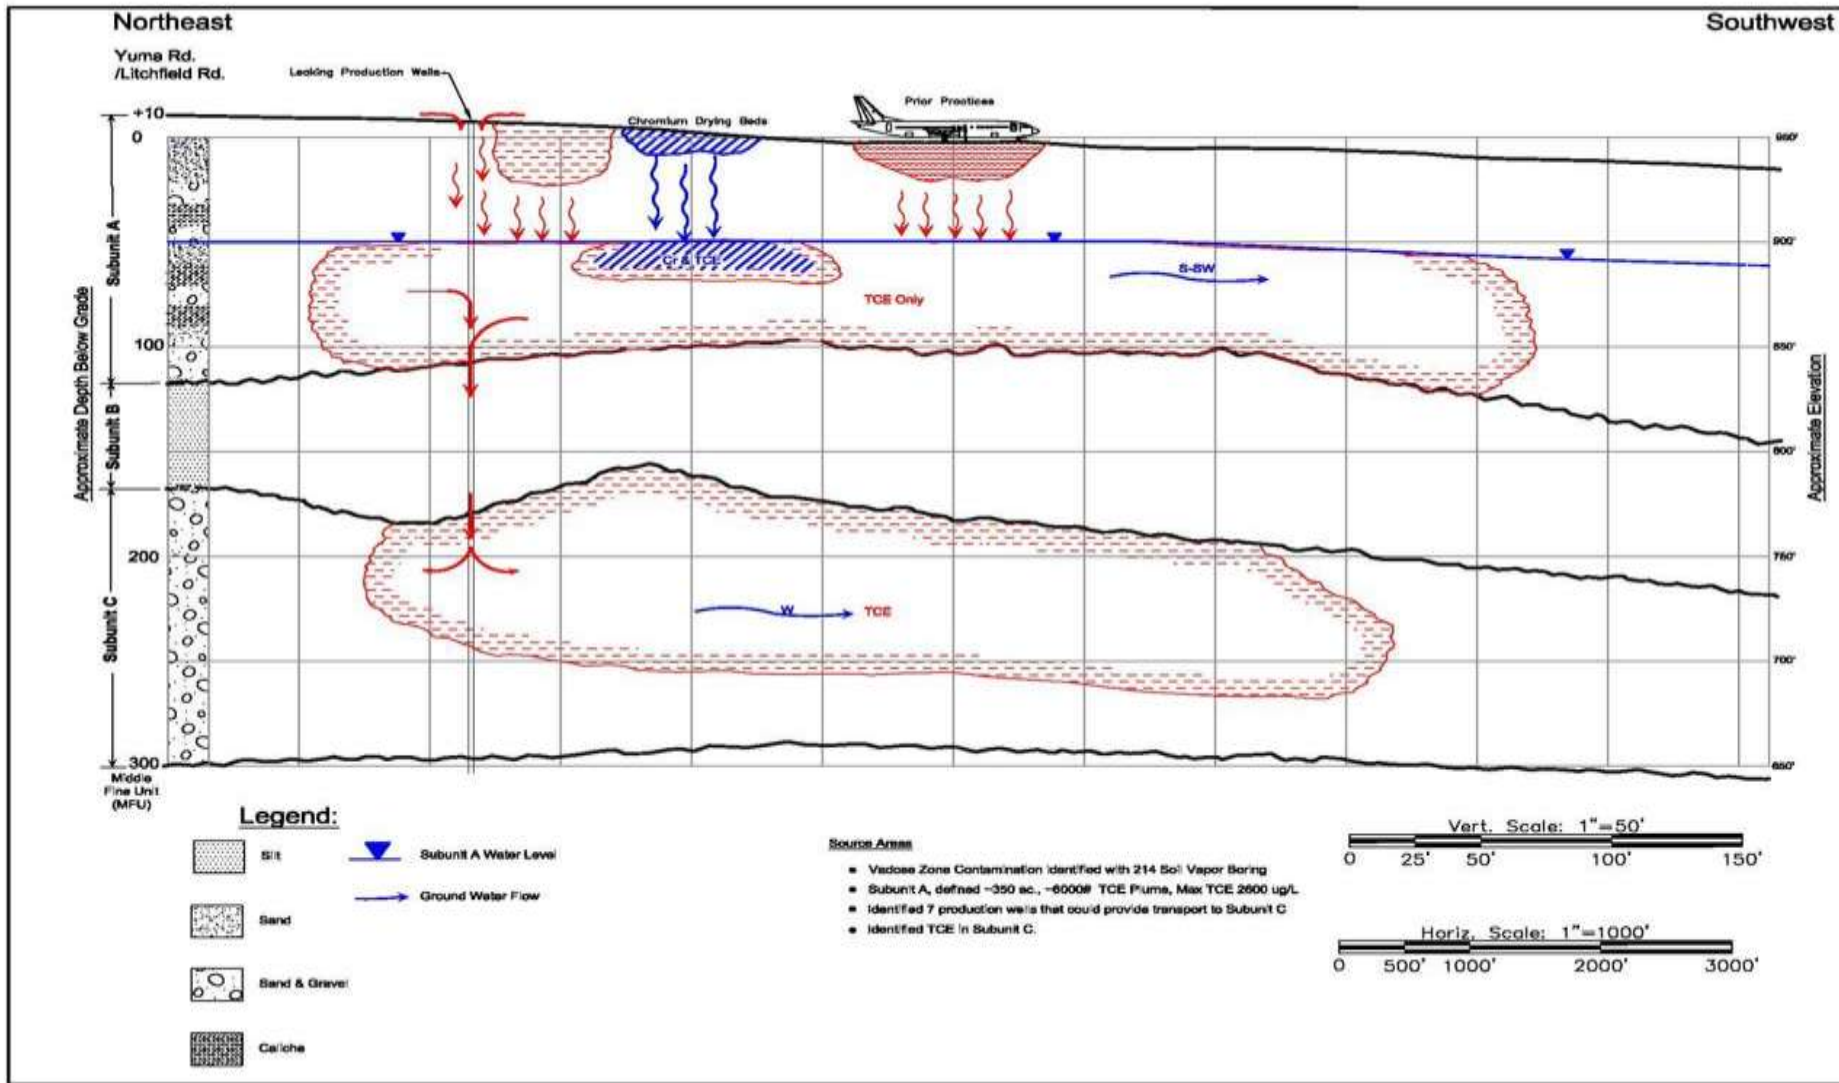 Northeast
Southwest
Yuma Rd.
/Litchfield Rd.
Leaking Production Wells
Prior Practices
Chromium Drying Beds
+10
0
100
200
300
950'
900'
850'
800'
750'
700'
650'
Approximate Depth Below Grade
Subunit A
Subunit B
Subunit C
Approximate Elevation
Cr & TCE
TCE Only
S-SW
W
TCE
Middle
Fine Unit
(MFU)
Legend:
Silt
Sand
Sand & Gravel
Caliche
Subunit A Water Level
Ground Water Flow
Source Areas
Vadose Zone Contamination Identified with 214 Soil Vapor Boring
Subunit A, defined ~350 ac., ~6000# TCE Plume, Max TCE 2600 ug/L
Identified 7 production wells that could provide transport to Subunit C
Identified TCE in Subunit C.
Vert. Scale: 1"=50'
0 25' 50' 100' 150'
Horiz. Scale: 1"=1000'
0 500' 1000' 2000' 3000'